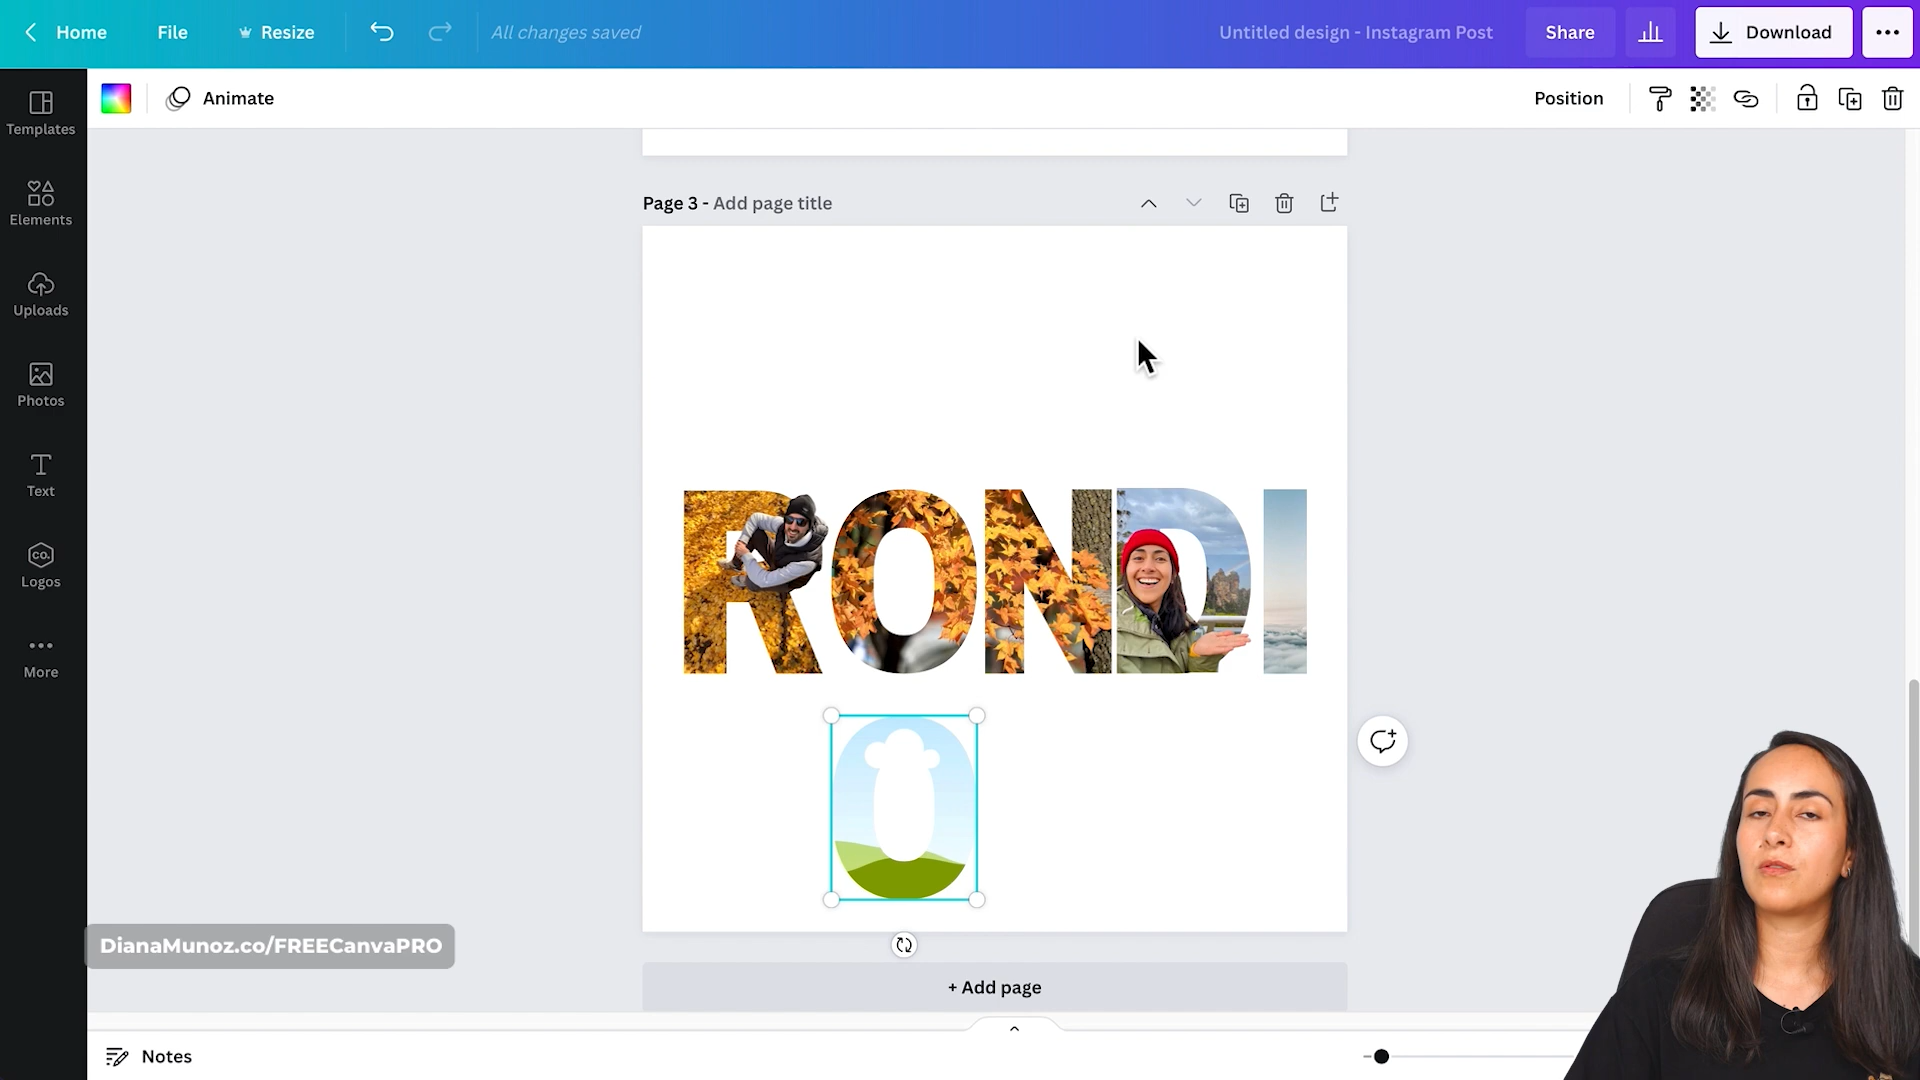 Home
File
Resize
All changes saved
Untitled design - Instagram Post
Share
Download
Templates
Animate
Position
Elements
Page 3 - Add page title
Uploads
Photos
Text
RONDI
Logos
co.
More
DianaMunoz.co/FREECanvaPRO
+ Add page
Notes